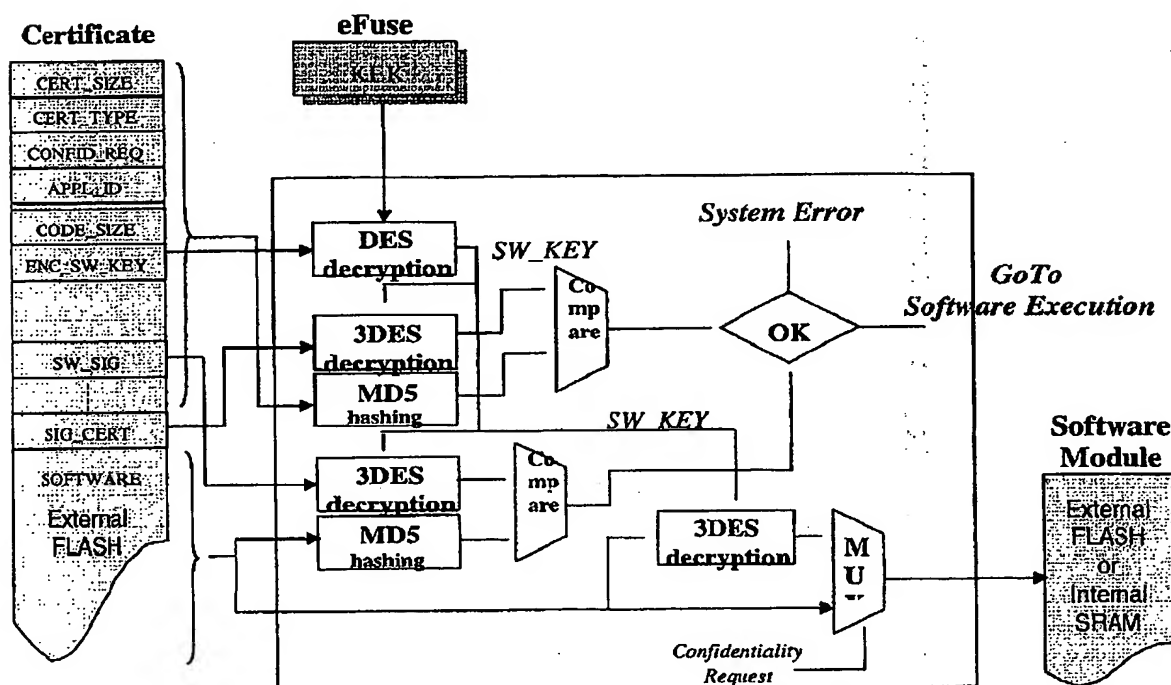 eFuse
Certificate
KEK
CERT_SIZE
CERT_TYPE
CONFID_REQ
APPL_ID
CODE_SIZE
ENC_SW_KEY
SW_SIG
SIG_CERT
SOFTWARE
External
FLASH
DES
decryption
SW_KEY
3DES
decryption
MD5
hashing
Co
mp
are
System Error
OK
GoTo
Software Execution
SW_KEY
3DES
decryption
MD5
hashing
Co
mp
are
3DES
decryption
M
U
Confidentiality
Request
Software
Module
External
FLASH
or
Internal
SRAM